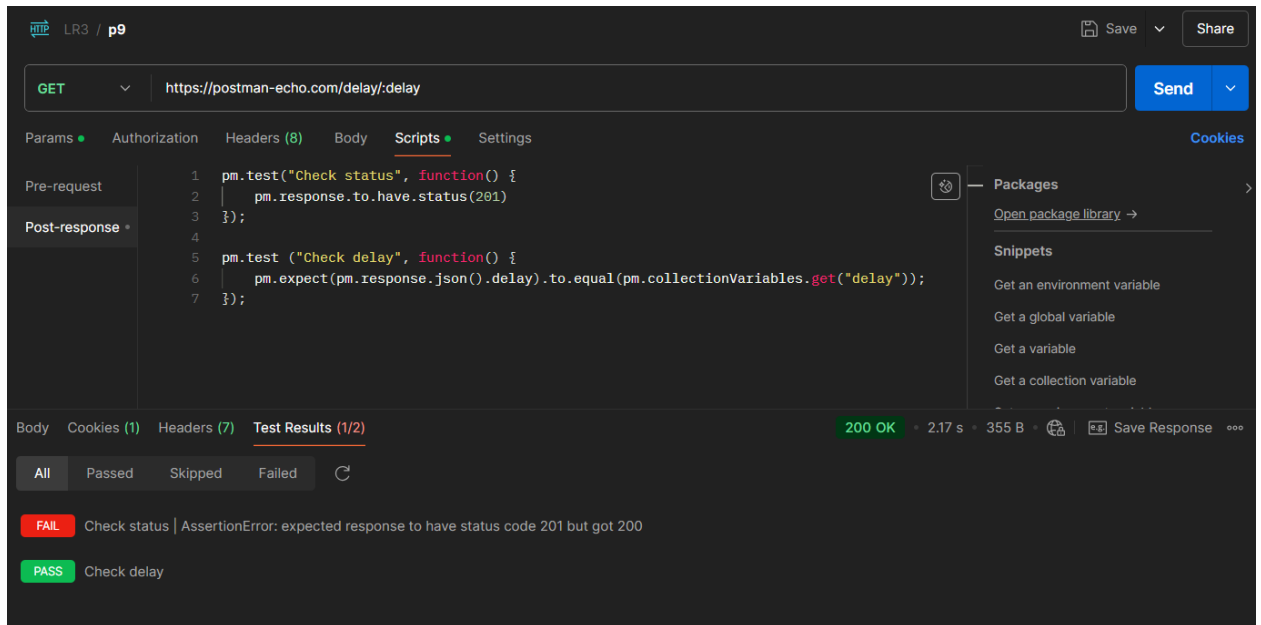 HTTP LR3 / p9 Save Share
GET https://postman-echo.com/delay/:delay Send
Params Authorization Headers (8) Body Scripts Settings Cookies
Pre-request
Post-response
1 pm.test("Check status", function() {
2 pm.response.to.have.status(201)
3 });
4
5 pm.test ("Check delay", function() {
6 pm.expect(pm.response.json().delay).to.equal(pm.collectionVariables.get("delay"));
7 });
Packages
Open package library →
Snippets
Get an environment variable
Get a global variable
Get a variable
Get a collection variable
Body Cookies (1) Headers (7) Test Results (1/2) 200 OK • 2.17 s • 355 B e.g. Save Response
All Passed Skipped Failed
FAIL Check status | AssertionError: expected response to have status code 201 but got 200
PASS Check delay